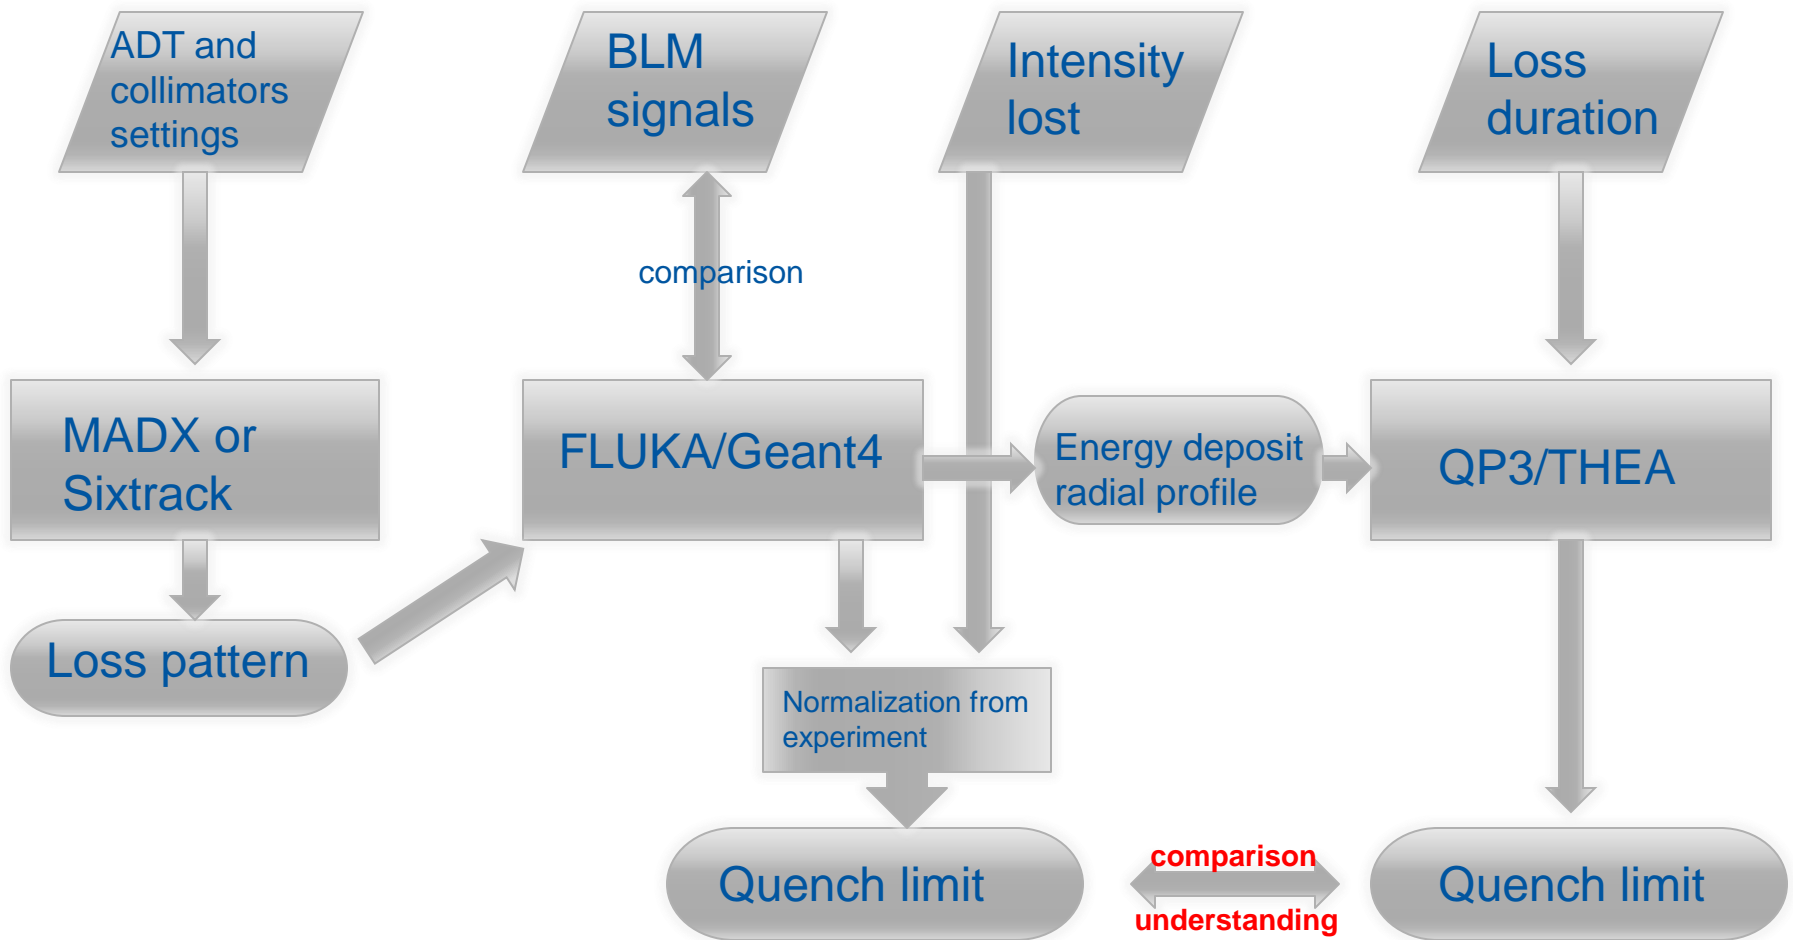 ADT and
collimators
settings
BLM
signals
Intensity
lost
Loss
duration
comparison
MADX or
Sixtrack
FLUKA/Geant4
Energy deposit
radial profile
QP3/THEA
Loss pattern
Normalization from
experiment
Quench limit
comparison
understanding
Quench limit